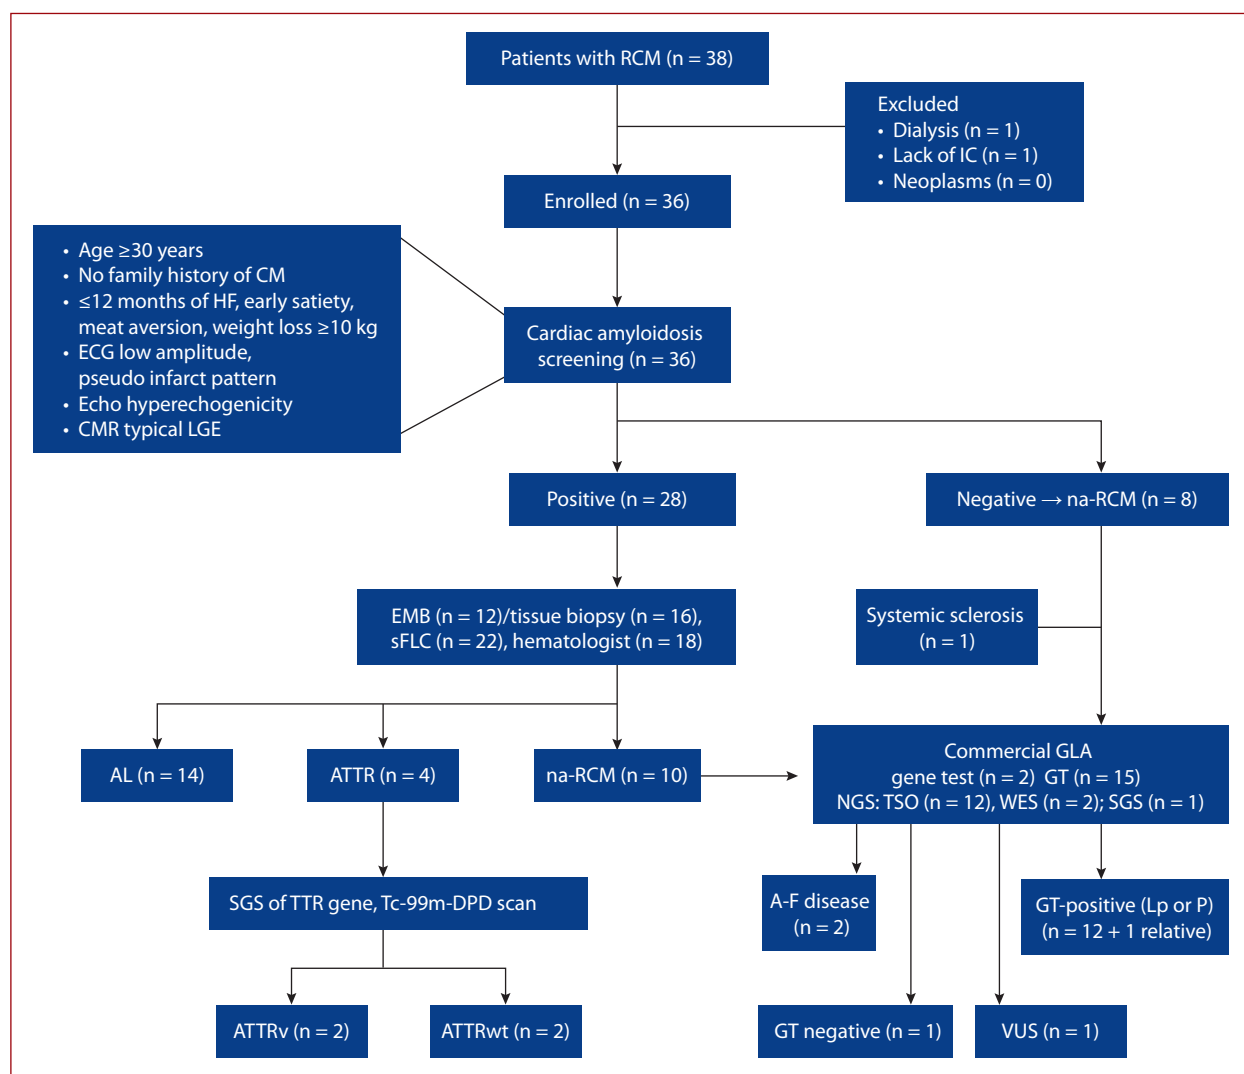 Patients with RCM (n = 38)
Excluded
• Dialysis (n = 1)
• Lack of IC (n = 1)
• Neoplasms (n = 0)
Enrolled (n = 36)
• Age ≥30 years
• No family history of CM
• ≤12 months of HF, early satiety,
meat aversion, weight loss ≥10 kg
• ECG low amplitude,
pseudo infarct pattern
• Echo hyperechogenicity
• CMR typical LGE
Cardiac amyloidosis
screening (n = 36)
Positive (n = 28)
Negative → na-RCM (n = 8)
EMB (n = 12)/tissue biopsy (n = 16),
sFLC (n = 22), hematologist (n = 18)
Systemic sclerosis
(n = 1)
AL (n = 14)
ATTR (n = 4)
na-RCM (n = 10)
Commercial GLA
gene test (n = 2) GT (n = 15)
NGS: TSO (n = 12), WES (n = 2); SGS (n = 1)
SGS of TTR gene, Tc-99m-DPD scan
A-F disease
(n = 2)
GT-positive (Lp or P)
(n = 12 + 1 relative)
ATTRv (n = 2)
ATTRwt (n = 2)
GT negative (n = 1)
VUS (n = 1)